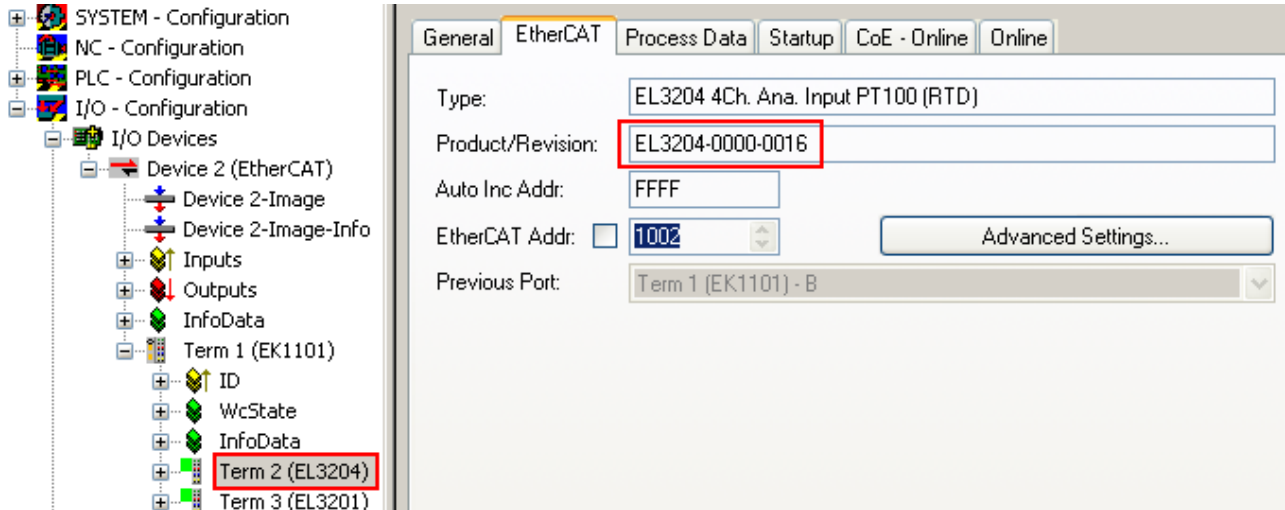 SYSTEM - Configuration
NC - Configuration
PLC - Configuration
I/O - Configuration
I/O Devices
Device 2 (EtherCAT)
Device 2-Image
Device 2-Image-Info
Inputs
Outputs
InfoData
Term 1 (EK1101)
ID
WcState
InfoData
Term 2 (EL3204)
Term 3 (EL3201)
General EtherCAT Process Data Startup CoE - Online Online
Type: EL3204 4Ch. Ana. Input PT100 (RTD)
Product/Revision: EL3204-0000-0016
Auto Inc Addr: FFFF
EtherCAT Addr: 1002 Advanced Settings...
Previous Port: Term 1 (EK1101) - B